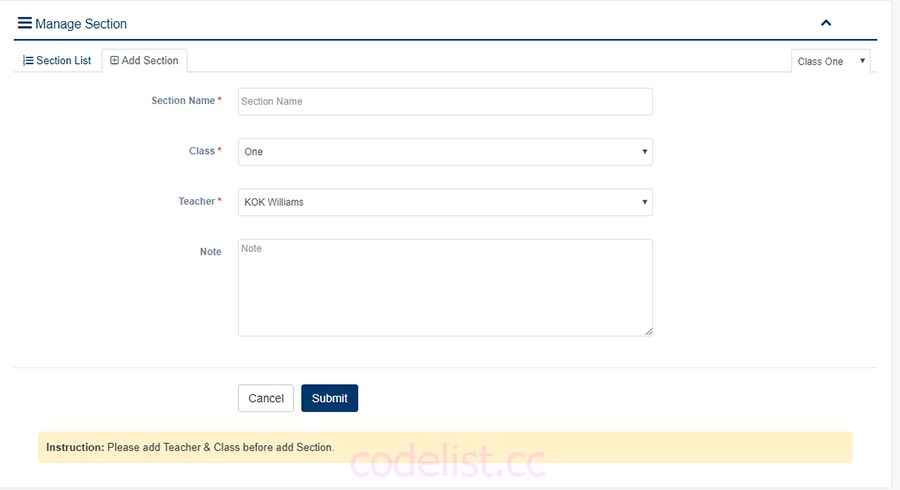 Manage Section
Section List Add Section Class One
Section Name * Section Name
Class * One
Teacher * KOK Williams
Note Note
Cancel Submit
Instruction: Please add Teacher & Class before add Section.
codelist.cc